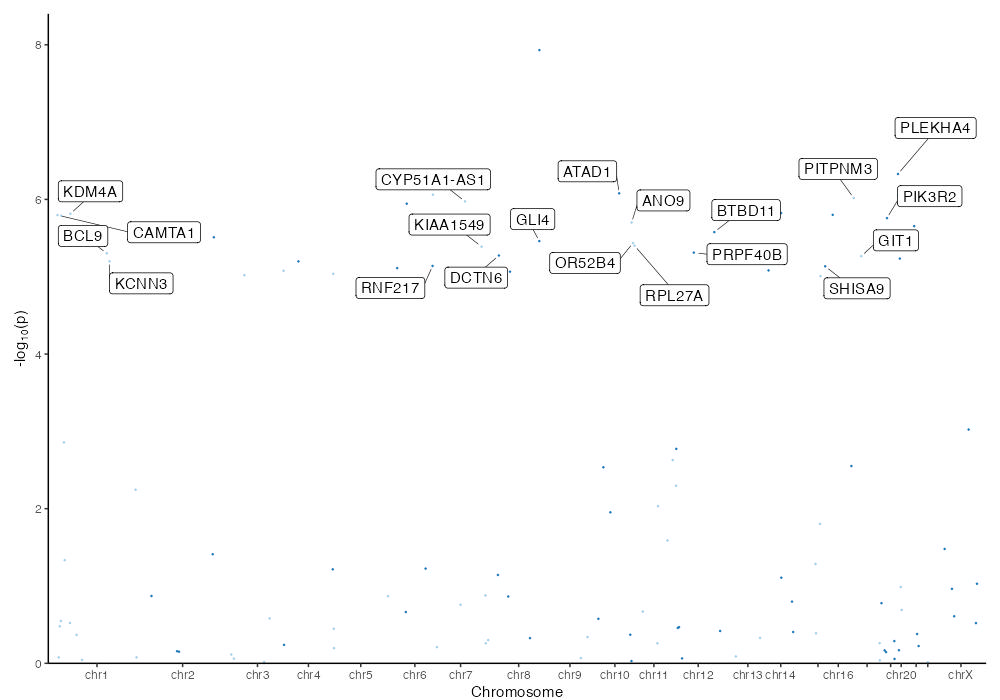 8
PLEKHA4
ATAD1
PITPNM3
CYP51A1-AS1
KDM4A
6
ANO9
PIK3R2
BTBD11
GLI4
KIAA1549
CAMTA1
BCL9
GIT1
PRPF40B
OR52B4
DCTN6
KCNN3
RNF217
SHISA9
RPL27A
4
-log10(p)
2
0
chr1 chr2 chr3 chr4 chr5 chr6 chr7 chr8 chr9 chr10 chr11 chr12 chr13 chr14 chr16 chr20 chrX
Chromosome